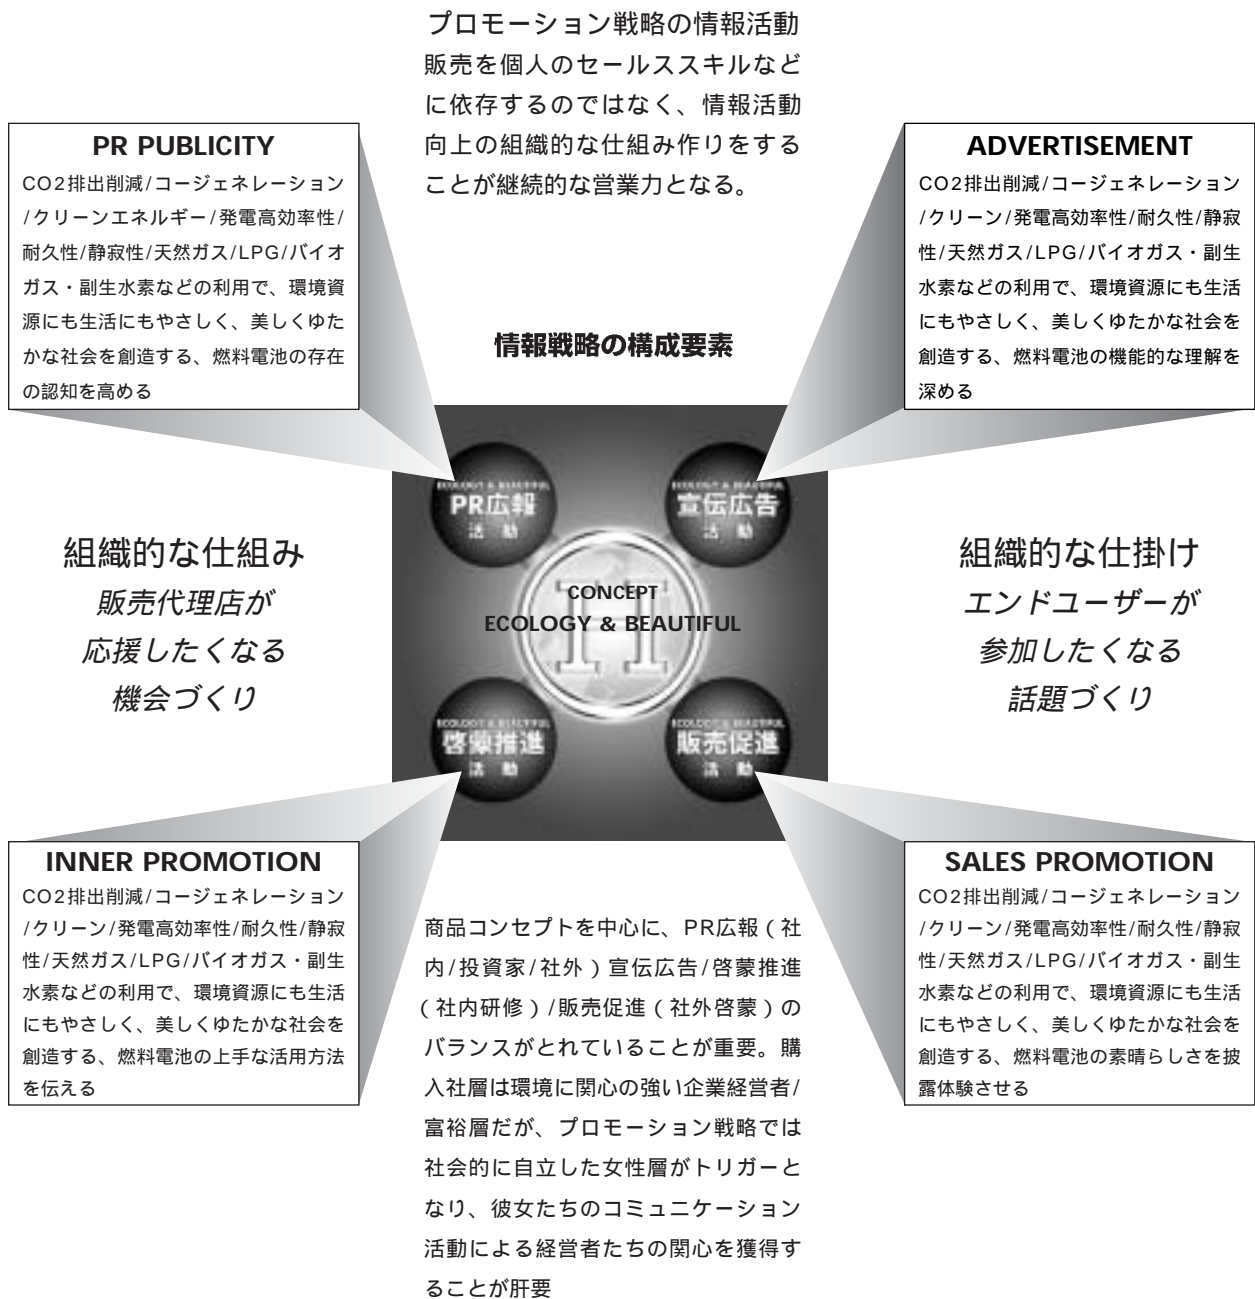 プロモーション戦略の情報活動
販売を個人のセールススキルなど
に依存するのではなく、情報活動
向上の組織的な仕組み作りをする
ことが継続的な営業力となる。
PR PUBLICITY
CO2排出削減/コージェネレーション
/クリーンエネルギー/発電高効率性/
耐久性/静寂性/天然ガス/LPG/バイオ
ガス・副生水素などの利用で、環境資
源にも生活にもやさしく、美しくゆた
かな社会を創造する、燃料電池の存在
の認知を高める
ADVERTISEMENT
CO2排出削減/コージェネレーション
/クリーン/発電高効率性/耐久性/静寂
性/天然ガス/LPG/バイオガス・副生
水素などの利用で、環境資源にも生活
にもやさしく、美しくゆたかな社会を
創造する、燃料電池の機能的な理解を
深める
情報戦略の構成要素
ECOLOGY & BEAUTIFUL
PR広報
活動
ECOLOGY & BEAUTIFUL
宣伝広告
活動
組織的な仕組み
販売代理店が
応援したくなる
機会づくり
CONCEPT
ECOLOGY & BEAUTIFUL
組織的な仕掛け
エンドユーザーが
参加したくなる
話題づくり
ECOLOGY & BEAUTIFUL
啓蒙推進
活動
ECOLOGY & BEAUTIFUL
販売促進
活動
INNER PROMOTION
CO2排出削減/コージェネレーション
/クリーン/発電高効率性/耐久性/静寂
性/天然ガス/LPG/バイオガス・副生
水素などの利用で、環境資源にも生活
にもやさしく、美しくゆたかな社会を
創造する、燃料電池の上手な活用方法
を伝える
SALES PROMOTION
CO2排出削減/コージェネレーション
/クリーン/発電高効率性/耐久性/静寂
性/天然ガス/LPG/バイオガス・副生
水素などの利用で、環境資源にも生活
にもやさしく、美しくゆたかな社会を
創造する、燃料電池の素晴らしさを披
露体験させる
商品コンセプトを中心に、PR広報（社
内/投資家/社外）宣伝広告/啓蒙推進
（社内研修）/販売促進（社外啓蒙）の
バランスがとれていることが重要。購
入社層は環境に関心の強い企業経営者/
富裕層だが、プロモーション戦略では
社会的に自立した女性層がトリガーと
なり、彼女たちのコミュニケーション
活動による経営者たちの関心を獲得す
ることが肝要